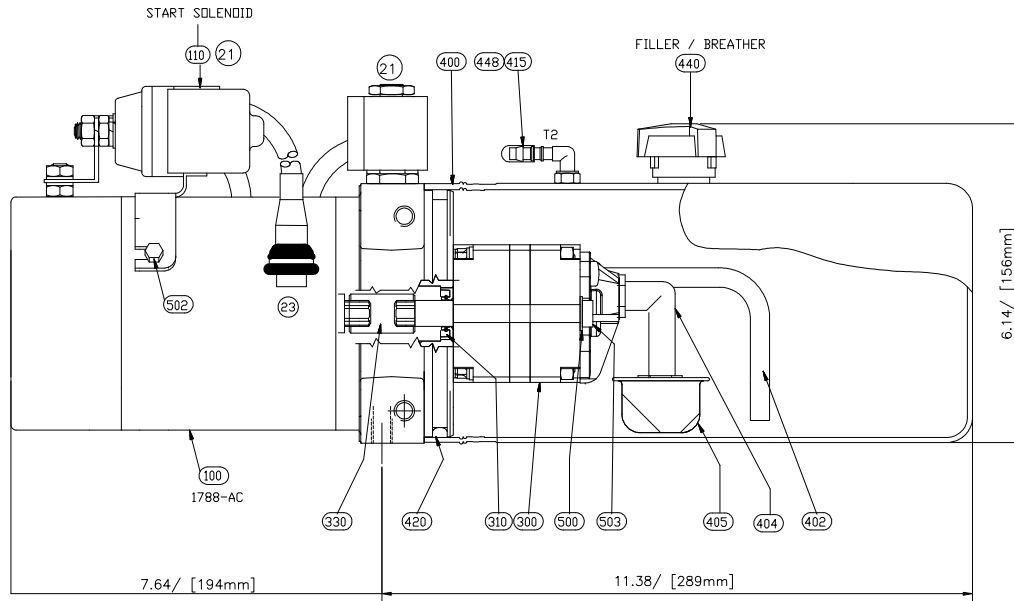 START SOLENOID
110 21
21
400 448 415
FILLER / BREATHER
440
T2
6.14/ [156mm]
502
23
100
1788-AC
330 420 310 300 500 503 405 404 402
7.64/ [194mm]
11.38/ [289mm]